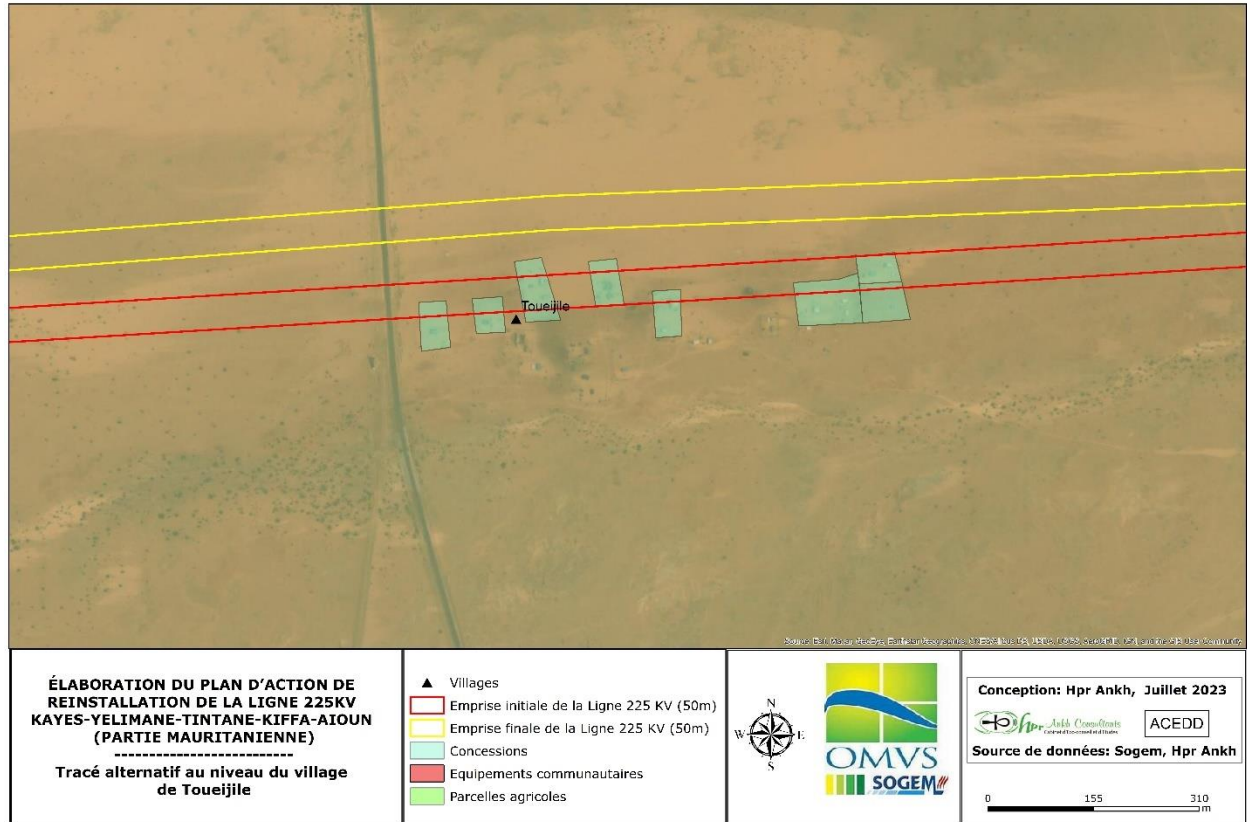 Toueijile
ÉLABORATION DU PLAN D'ACTION DE
REINSTALLATION DE LA LIGNE 225KV
KAYES-YELIMANE-TINTANE-KIFFA-AIOUN
(PARTIE MAURITANIENNE)
-------------------------
Tracé alternatif au niveau du village
de Toueijile
Villages
Emprise initiale de la Ligne 225 KV (50m)
Emprise finale de la Ligne 225 KV (50m)
Concessions
Equipements communautaires
Parcelles agricoles
N
W E
S
OMVS
SOGEM
Conception: Hpr Ankh, Juillet 2023
hpr Ankh Consultants
ACEDD
Source de données: Sogem, Hpr Ankh
0 155 310
m